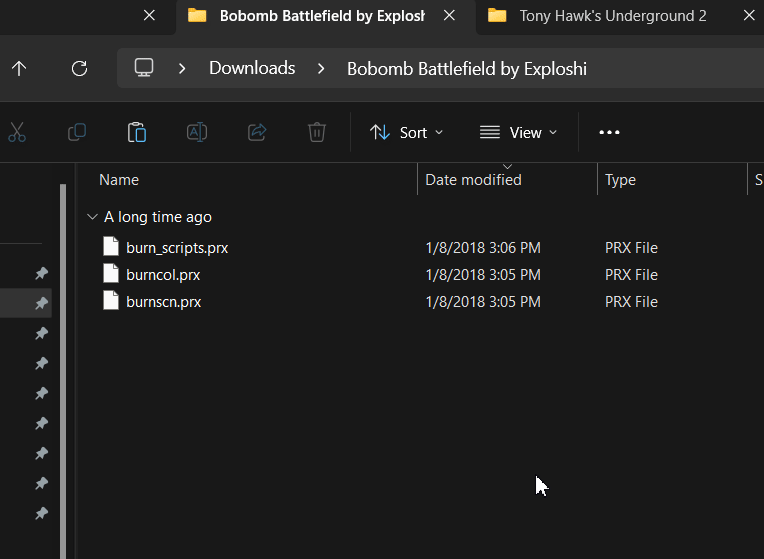 Bobomb Battlefield by Explosh
Tony Hawk's Underground 2
Downloads > Bobomb Battlefield by Exploshi
Sort
View
Name
Date modified
Type
S
A long time ago
burn_scripts.prx 1/8/2018 3:06 PM PRX File
burncol.prx 1/8/2018 3:05 PM PRX File
burnscn.prx 1/8/2018 3:05 PM PRX File